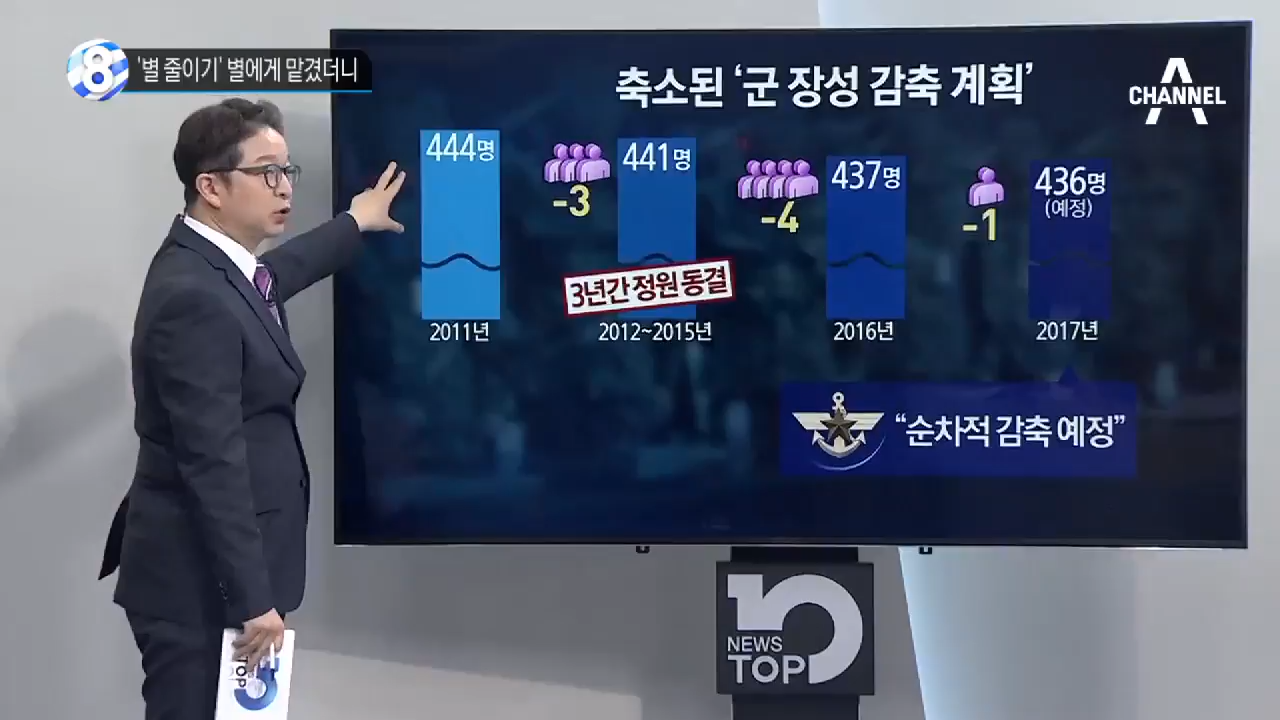 8 '별 줄이기' 별에게 맡겼더니
축소된 '군 장성 감축 계획'
CHANNEL A
444명
-3
441명
-4
437명
-1
436명
(예정)
3년간 정원 동결
2011년
2012~2015년
2016년
2017년
"순차적 감축 예정"
10
NEWS
TOP
TOP